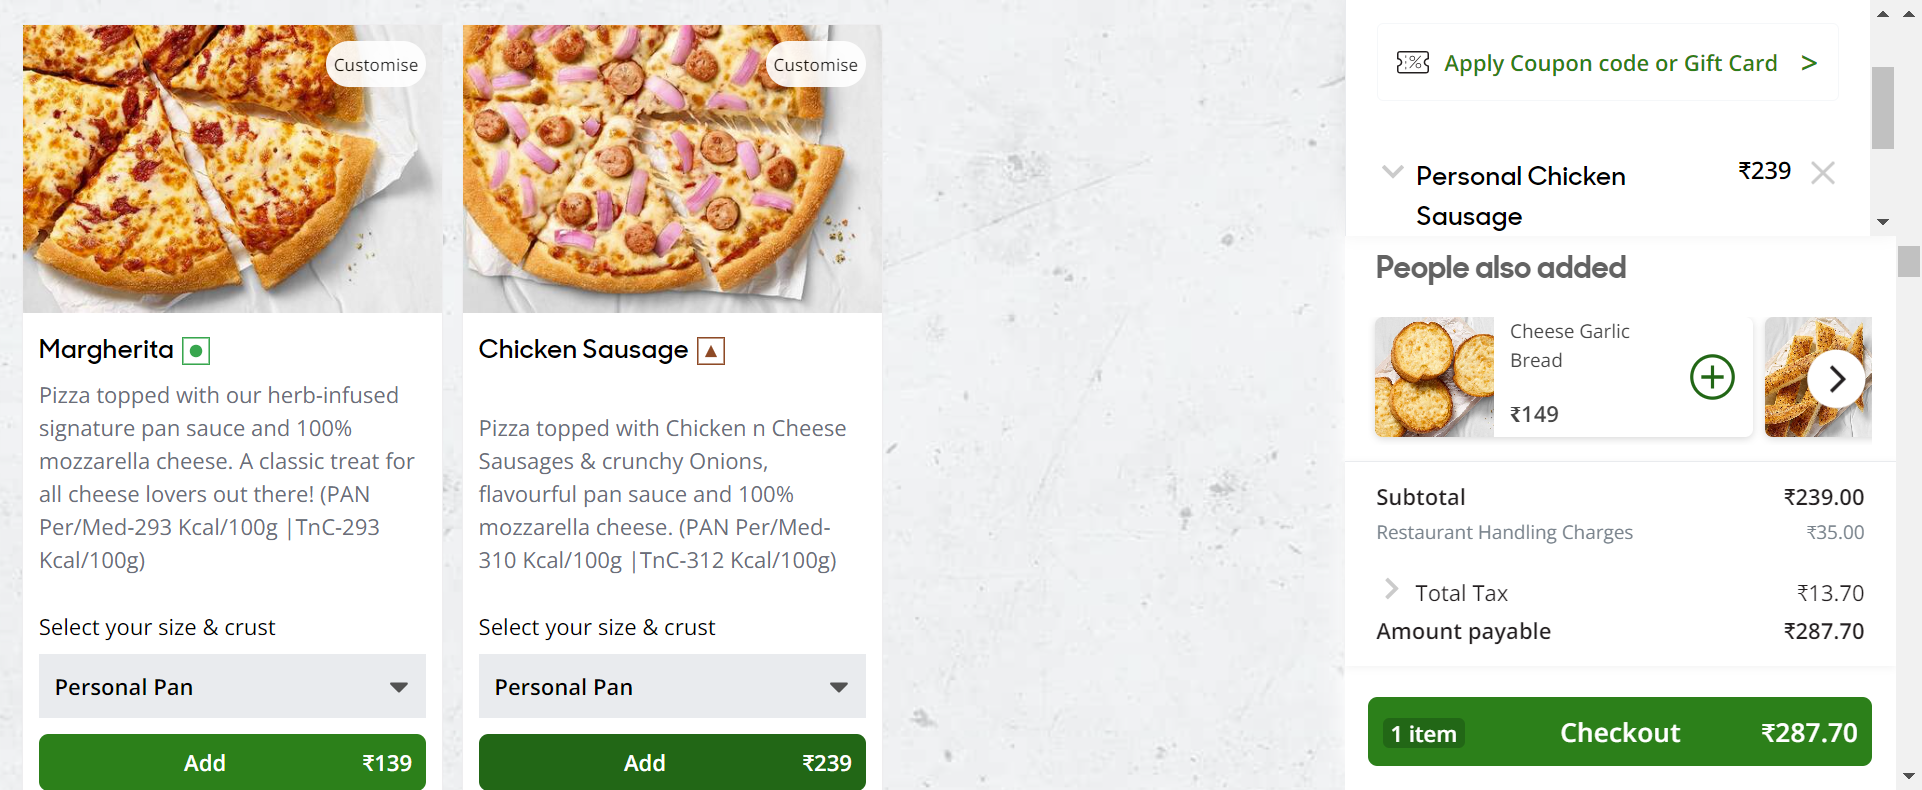 Customise
Margherita
Pizza topped with our herb-infused
signature pan sauce and 100%
mozzarella cheese. A classic treat for
all cheese lovers out there! (PAN
Per/Med-293 Kcal/100g |TnC-293
Kcal/100g)
Select your size & crust
Personal Pan
Add ₹139
Customise
Chicken Sausage
Pizza topped with Chicken n Cheese
Sausages & crunchy Onions,
flavourful pan sauce and 100%
mozzarella cheese. (PAN Per/Med-
310 Kcal/100g |TnC-312 Kcal/100g)
Select your size & crust
Personal Pan
Add ₹239
Apply Coupon code or Gift Card >
Personal Chicken ₹239
Sausage
People also added
Cheese Garlic
Bread
₹149
Subtotal ₹239.00
Restaurant Handling Charges ₹35.00
Total Tax ₹13.70
Amount payable ₹287.70
1 item Checkout ₹287.70